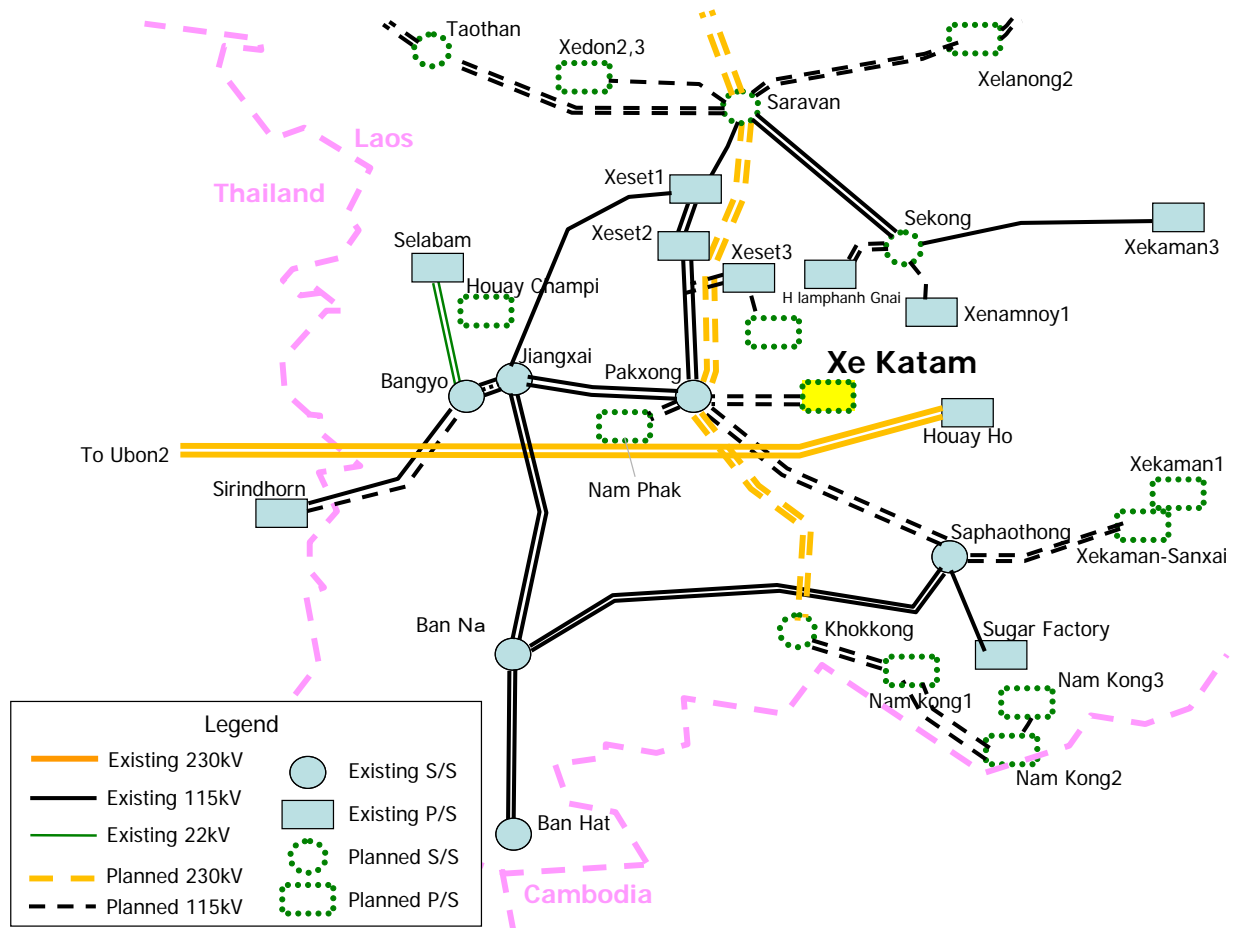 Taothan
Xedon2,3
Xelanong2
Saravan
Laos
Thailand
Xeset1
Sekong
Selabam
Xeset2
Xeset3
Xekaman3
Houay Champi
H lamphanh Gnai
Xenamnoy1
Jiangxai
Pakxong
Xe Katam
Bangyo
Houay Ho
To Ubon2
Xekaman1
Sirindhorn
Nam Phak
Saphaothong
Xekaman-Sanxai
Ban Na
Khokkong
Sugar Factory
Nam Kong3
Nam kong1
Nam Kong2
Ban Hat
Cambodia
Legend
Existing 230kV
Existing 115kV
Existing 22kV
Planned 230kV
Planned 115kV
Existing S/S
Existing P/S
Planned S/S
Planned P/S